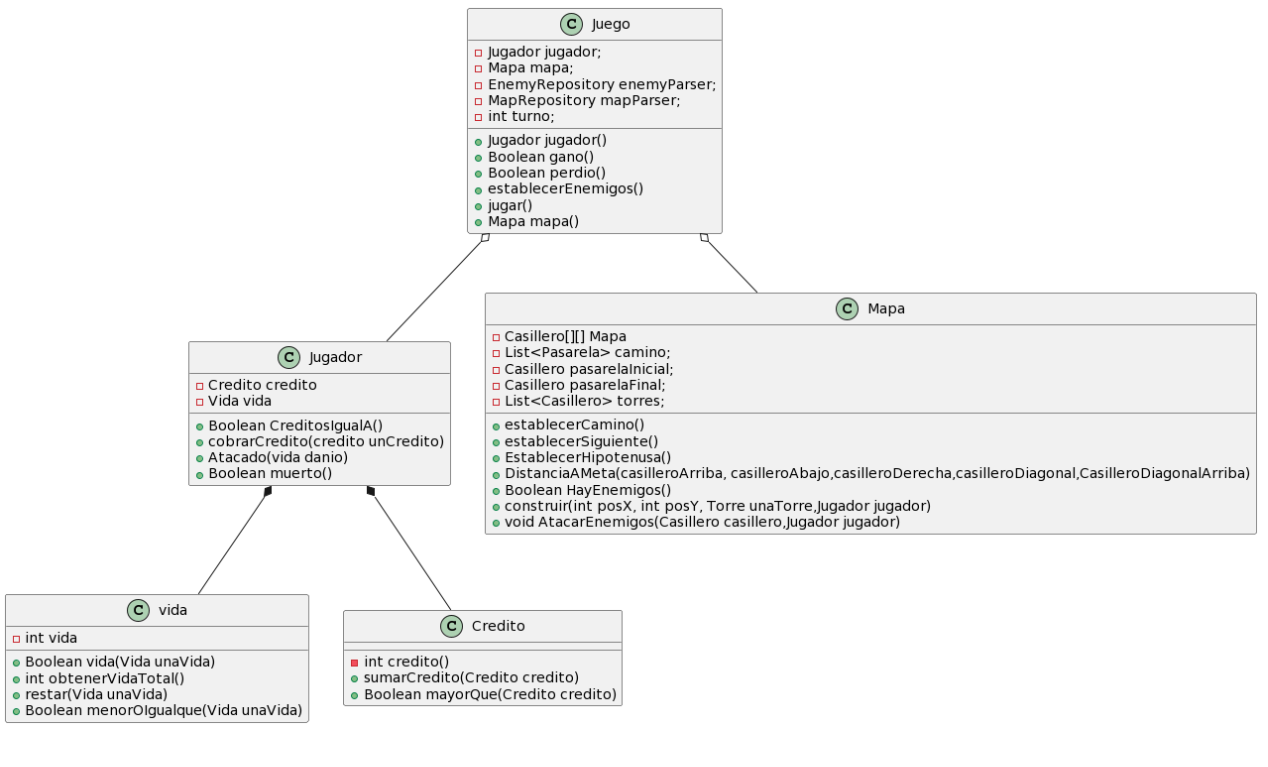 C Juego
Jugador jugador;
Mapa mapa;
EnemyRepository enemyParser;
MapRepository mapParser;
int turno;
Jugador jugador()
Boolean gano()
Boolean perdio()
establecerEnemigos()
jugar()
Mapa mapa()
C Jugador
Credito credito
Vida vida
Boolean CreditosIgualA()
cobrarCredito(credito unCredito)
Atacado(vida danio)
Boolean muerto()
C Mapa
Casillero[][] Mapa
List<Pasarela> camino;
Casillero pasarelaInicial;
Casillero pasarelaFinal;
List<Casillero> torres;
establecerCamino()
establecerSiguiente()
EstablecerHipotenusa()
DistanciaAMeta(casilleroArriba, casilleroAbajo,casilleroDerecha,casilleroDiagonal,CasilleroDiagonalArriba)
Boolean HayEnemigos()
construir(int posX, int posY, Torre unaTorre,Jugador jugador)
void AtacarEnemigos(Casillero casillero,Jugador jugador)
C vida
int vida
Boolean vida(Vida unaVida)
int obtenerVidaTotal()
restar(Vida unaVida)
Boolean menorOIgualque(Vida unaVida)
C Credito
int credito()
sumarCredito(Credito credito)
Boolean mayorQue(Credito credito)